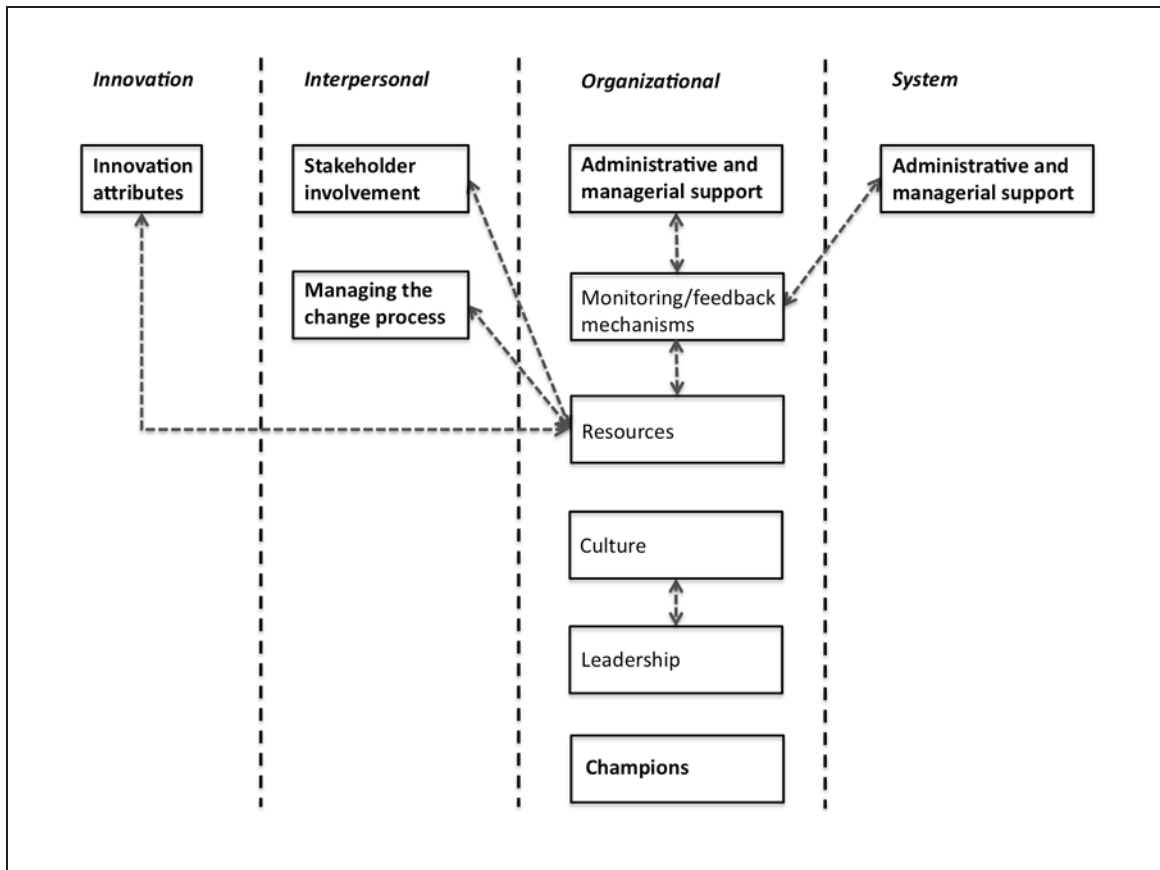 Innovation
Interpersonal
Organizational
System
Innovation
attributes
Stakeholder
involvement
Administrative and
managerial support
Administrative and
managerial support
Managing the
change process
Monitoring/feedback
mechanisms
Resources
Culture
Leadership
Champions